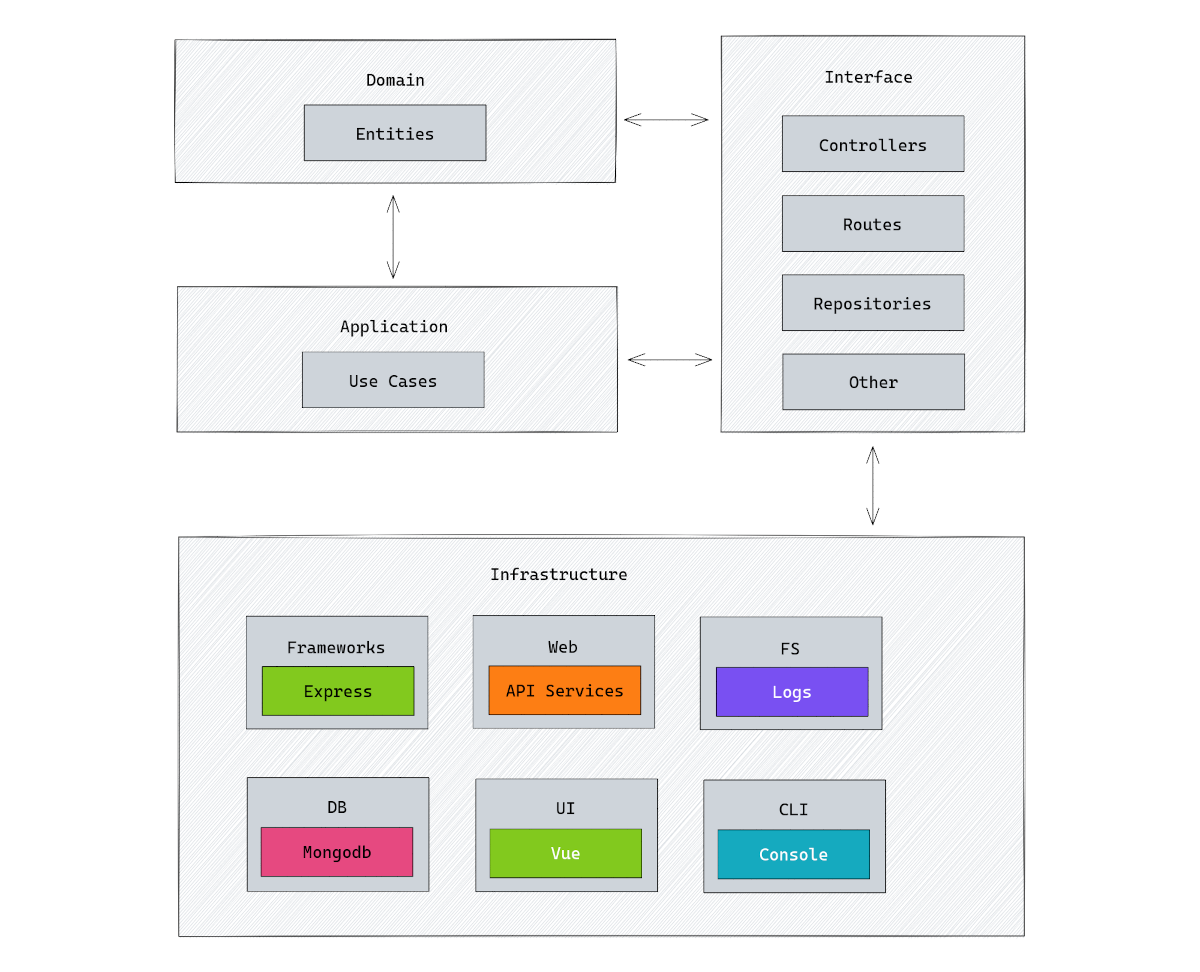 Domain
Entities
Interface
Controllers
Routes
Repositories
Other
Application
Use Cases
Infrastructure
Frameworks
Express
Web
API Services
FS
Logs
DB
Mongodb
UI
Vue
CLI
Console